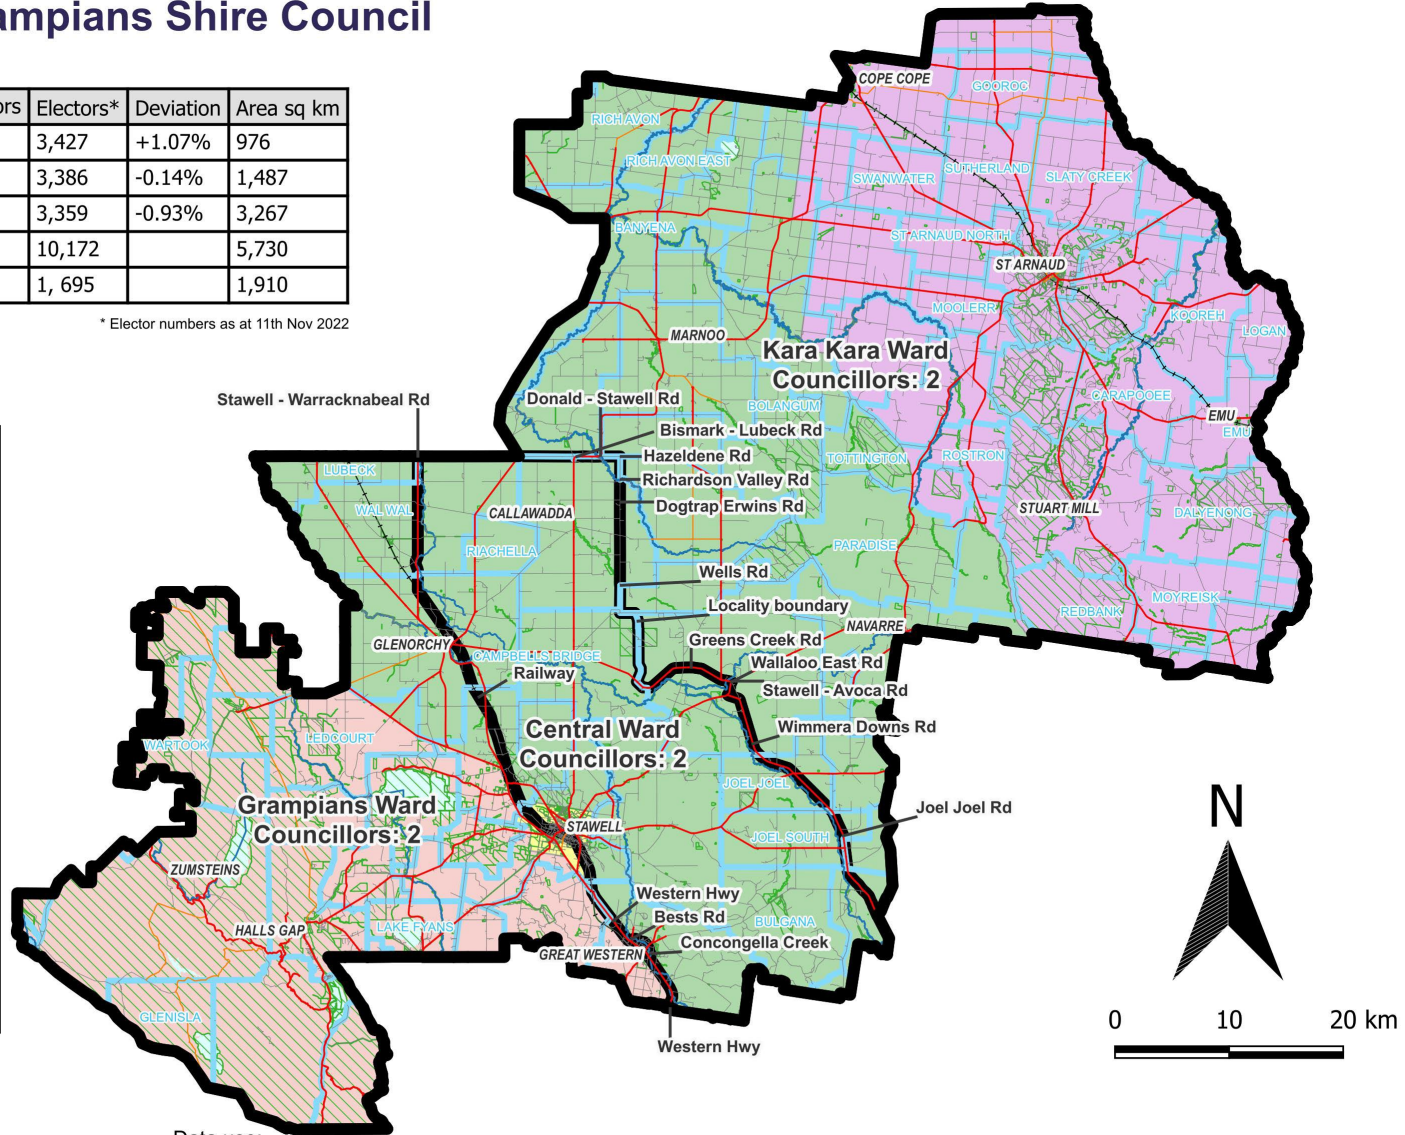 ampians Shire Council
ors Electors* Deviation Area sq km
3,427 +1.07% 976
3,386 -0.14% 1,487
3,359 -0.93% 3,267
10,172 5,730
1, 695 1,910
* Elector numbers as at 11th Nov 2022
COPE COPE
GOOROC
RICH AVON
RICH AVON EAST
SWANWATER
SUTHERLAND
SLATY CREEK
BANYENA
ST ARNAUD NORTH
ST ARNAUD
MOOLERR
KOOREH
LOGAN
MARNOO
Kara Kara Ward
Councillors: 2
Stawell - Warracknabeal Rd
Donald - Stawell Rd
BOLANGUM
CARAPOOEE
EMU
EMU
Bismark - Lubeck Rd
Hazeldene Rd
TOTTINGTON
ROSTRON
LUBECK
Richardson Valley Rd
WAL WAL
CALLAWADDA
Dogtrap Erwins Rd
STUART MILL
DALYENONG
RIACHELLA
PARADISE
Wells Rd
MOYREISK
Locality boundary
REDBANK
NAVARRE
GLENORCHY
Greens Creek Rd
CAMPBELLS BRIDGE
Wallaloo East Rd
Railway
Stawell - Avoca Rd
Central Ward
Councillors: 2
Wimmera Downs Rd
WARTOOK
LEDCOURT
JOEL JOEL
Grampians Ward
Councillors: 2
Joel Joel Rd
STAWELL
JOEL SOUTH
ZUMSTEINS
Western Hwy
Bests Rd
HALLS GAP
LAKE FYANS
BULGANA
Concongella Creek
GREAT WESTERN
GLENISLA
Western Hwy
N
0 10 20 km